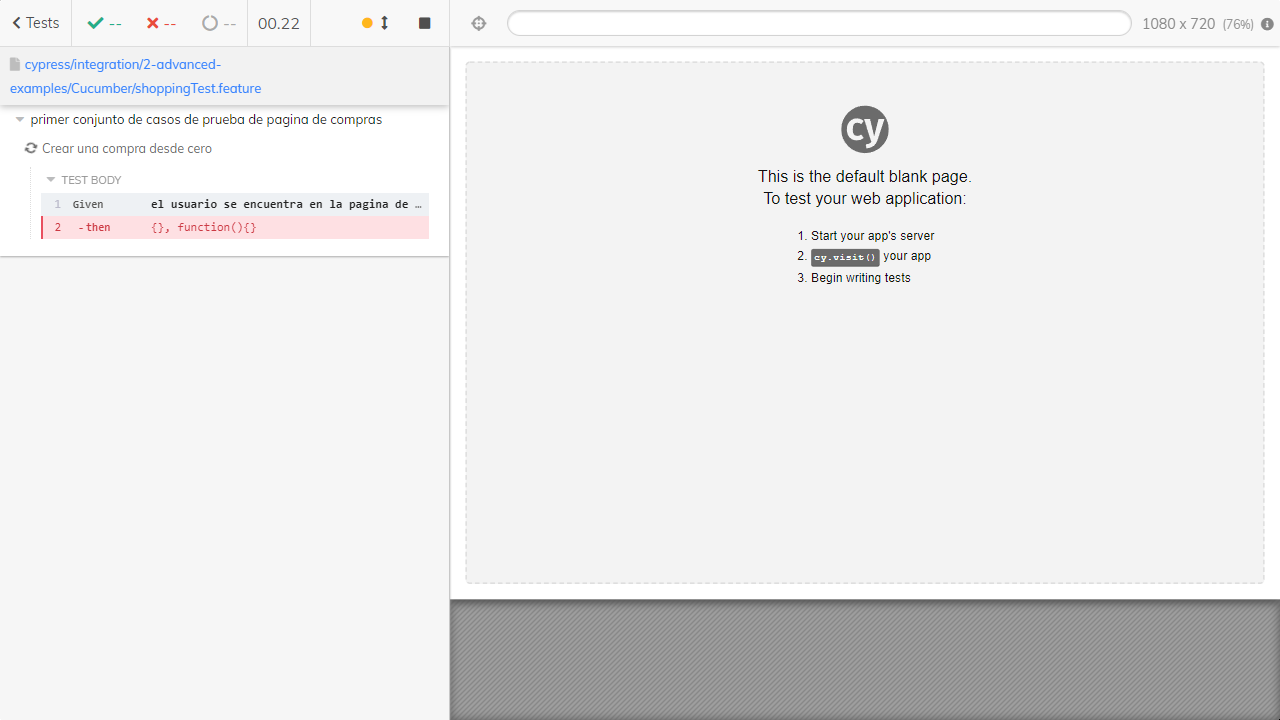 Tests -- -- -- 00.22
1080 x 720 (76%)
cypress/integration/2-advanced-
examples/Cucumber/shoppingTest.feature
primer conjunto de casos de prueba de pagina de compras
Crear una compra desde cero
TEST BODY
1 Given el usuario se encuentra en la pagina de …
2 -then {}, function(){}
cy
This is the default blank page.
To test your web application:
1. Start your app's server
2. cy.visit() your app
3. Begin writing tests